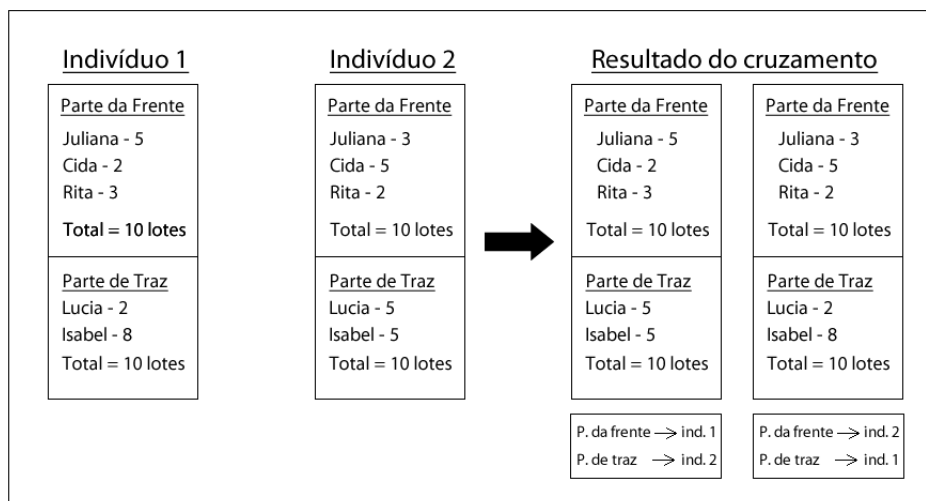 Indivíduo 1
Parte da Frente
Juliana - 5
Cida - 2
Rita - 3
Total = 10 lotes
Parte de Traz
Lucia - 2
Isabel - 8
Total = 10 lotes
Indivíduo 2
Parte da Frente
Juliana - 3
Cida - 5
Rita - 2
Total = 10 lotes
Parte de Traz
Lucia - 5
Isabel - 5
Total = 10 lotes
Resultado do cruzamento
Parte da Frente
Juliana - 5
Cida - 2
Rita - 3
Total = 10 lotes
Parte de Traz
Lucia - 5
Isabel - 5
Total = 10 lotes
P. da frente → ind. 1
P. de traz → ind. 2
Parte da Frente
Juliana - 3
Cida - 5
Rita - 2
Total = 10 lotes
Parte de Traz
Lucia - 2
Isabel - 8
Total = 10 lotes
P. da frente → ind. 2
P. de traz → ind. 1